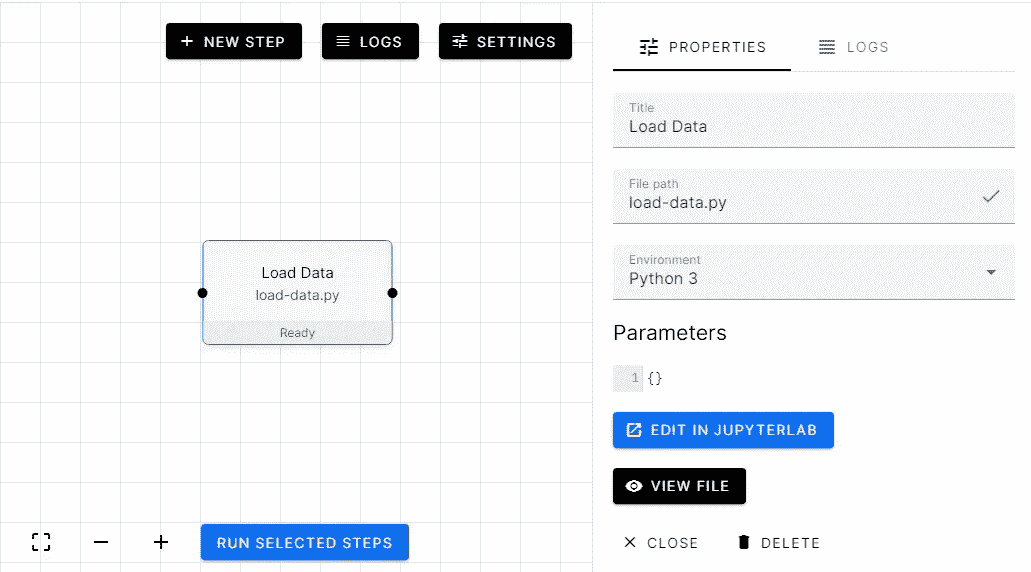 NEW STEP
LOGS
SETTINGS
Load Data
load-data.py
Ready
RUN SELECTED STEPS
PROPERTIES
LOGS
Title
Load Data
File path
load-data.py
Environment
Python 3
Parameters
1 {}
EDIT IN JUPYTERLAB
VIEW FILE
CLOSE
DELETE